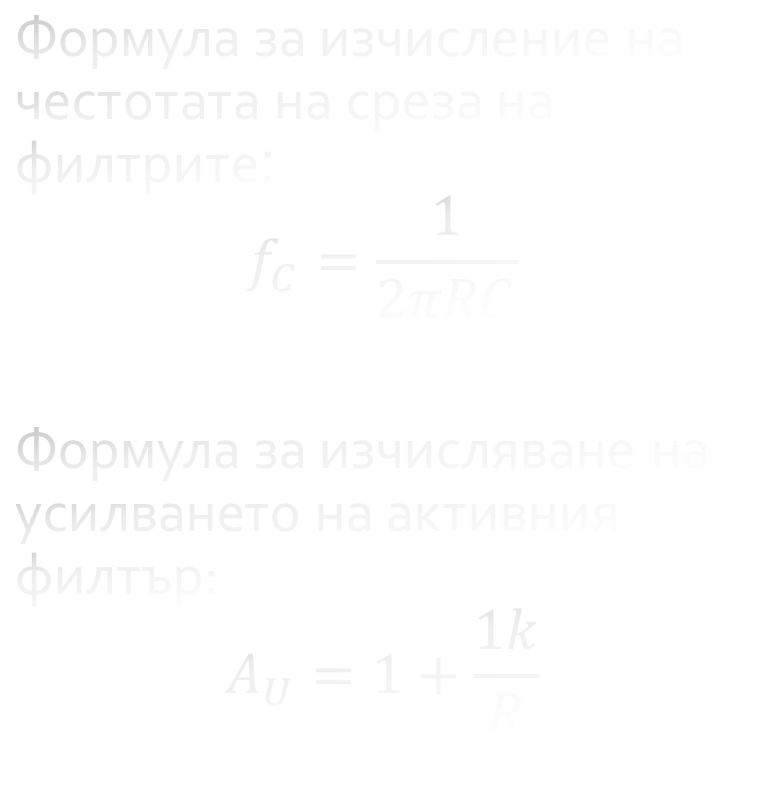 Формула за изчисление на
честотата на среза на
филтрите:
f_C = 1/(2πRC)
Формула за изчисляване на
усилването на активния
филтър:
A_U = 1 + 1k/R